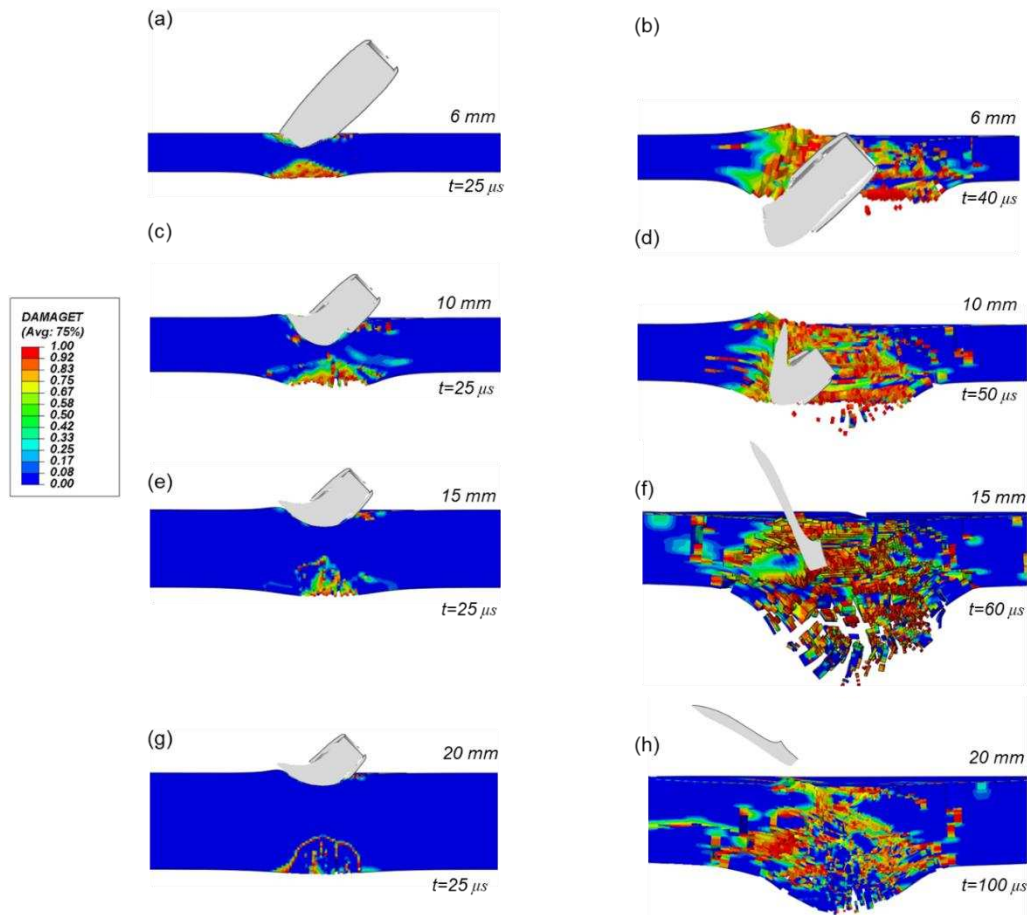 (a)
6 mm
t=25 μs
(b)
6 mm
t=40 μs
(c)
10 mm
t=25 μs
(d)
10 mm
t=50 μs
DAMAGET
(Avg: 75%)
1.00
0.92
0.83
0.75
0.67
0.58
0.50
0.42
0.33
0.25
0.17
0.08
0.00
(e)
15 mm
t=25 μs
(f)
15 mm
t=60 μs
(g)
20 mm
t=25 μs
(h)
20 mm
t=100 μs